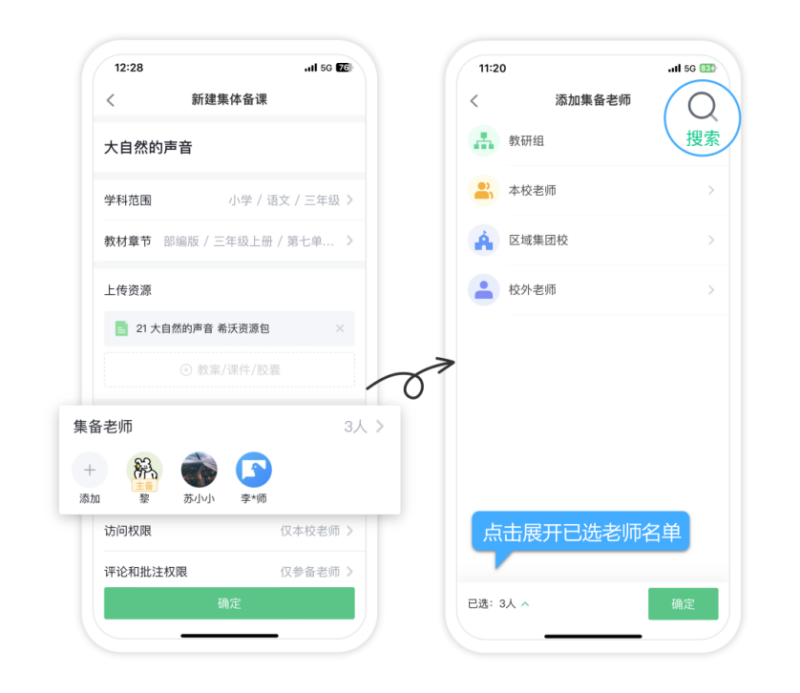 12:28
5G 76
新建集体备课
大自然的声音
学科范围 小学 / 语文 / 三年级
教材章节 部编版 / 三年级上册 / 第七单...
上传资源
21 大自然的声音 希沃资源包
教案/课件/胶囊
集备老师 3人
主备
添加 黎 苏小小 李*师
访问权限 仅本校老师
评论和批注权限 仅参备老师
确定
11:20
5G 83
添加集备老师
搜索
教研组
本校老师
区域集团校
校外老师
点击展开已选老师名单
已选：3人
确定